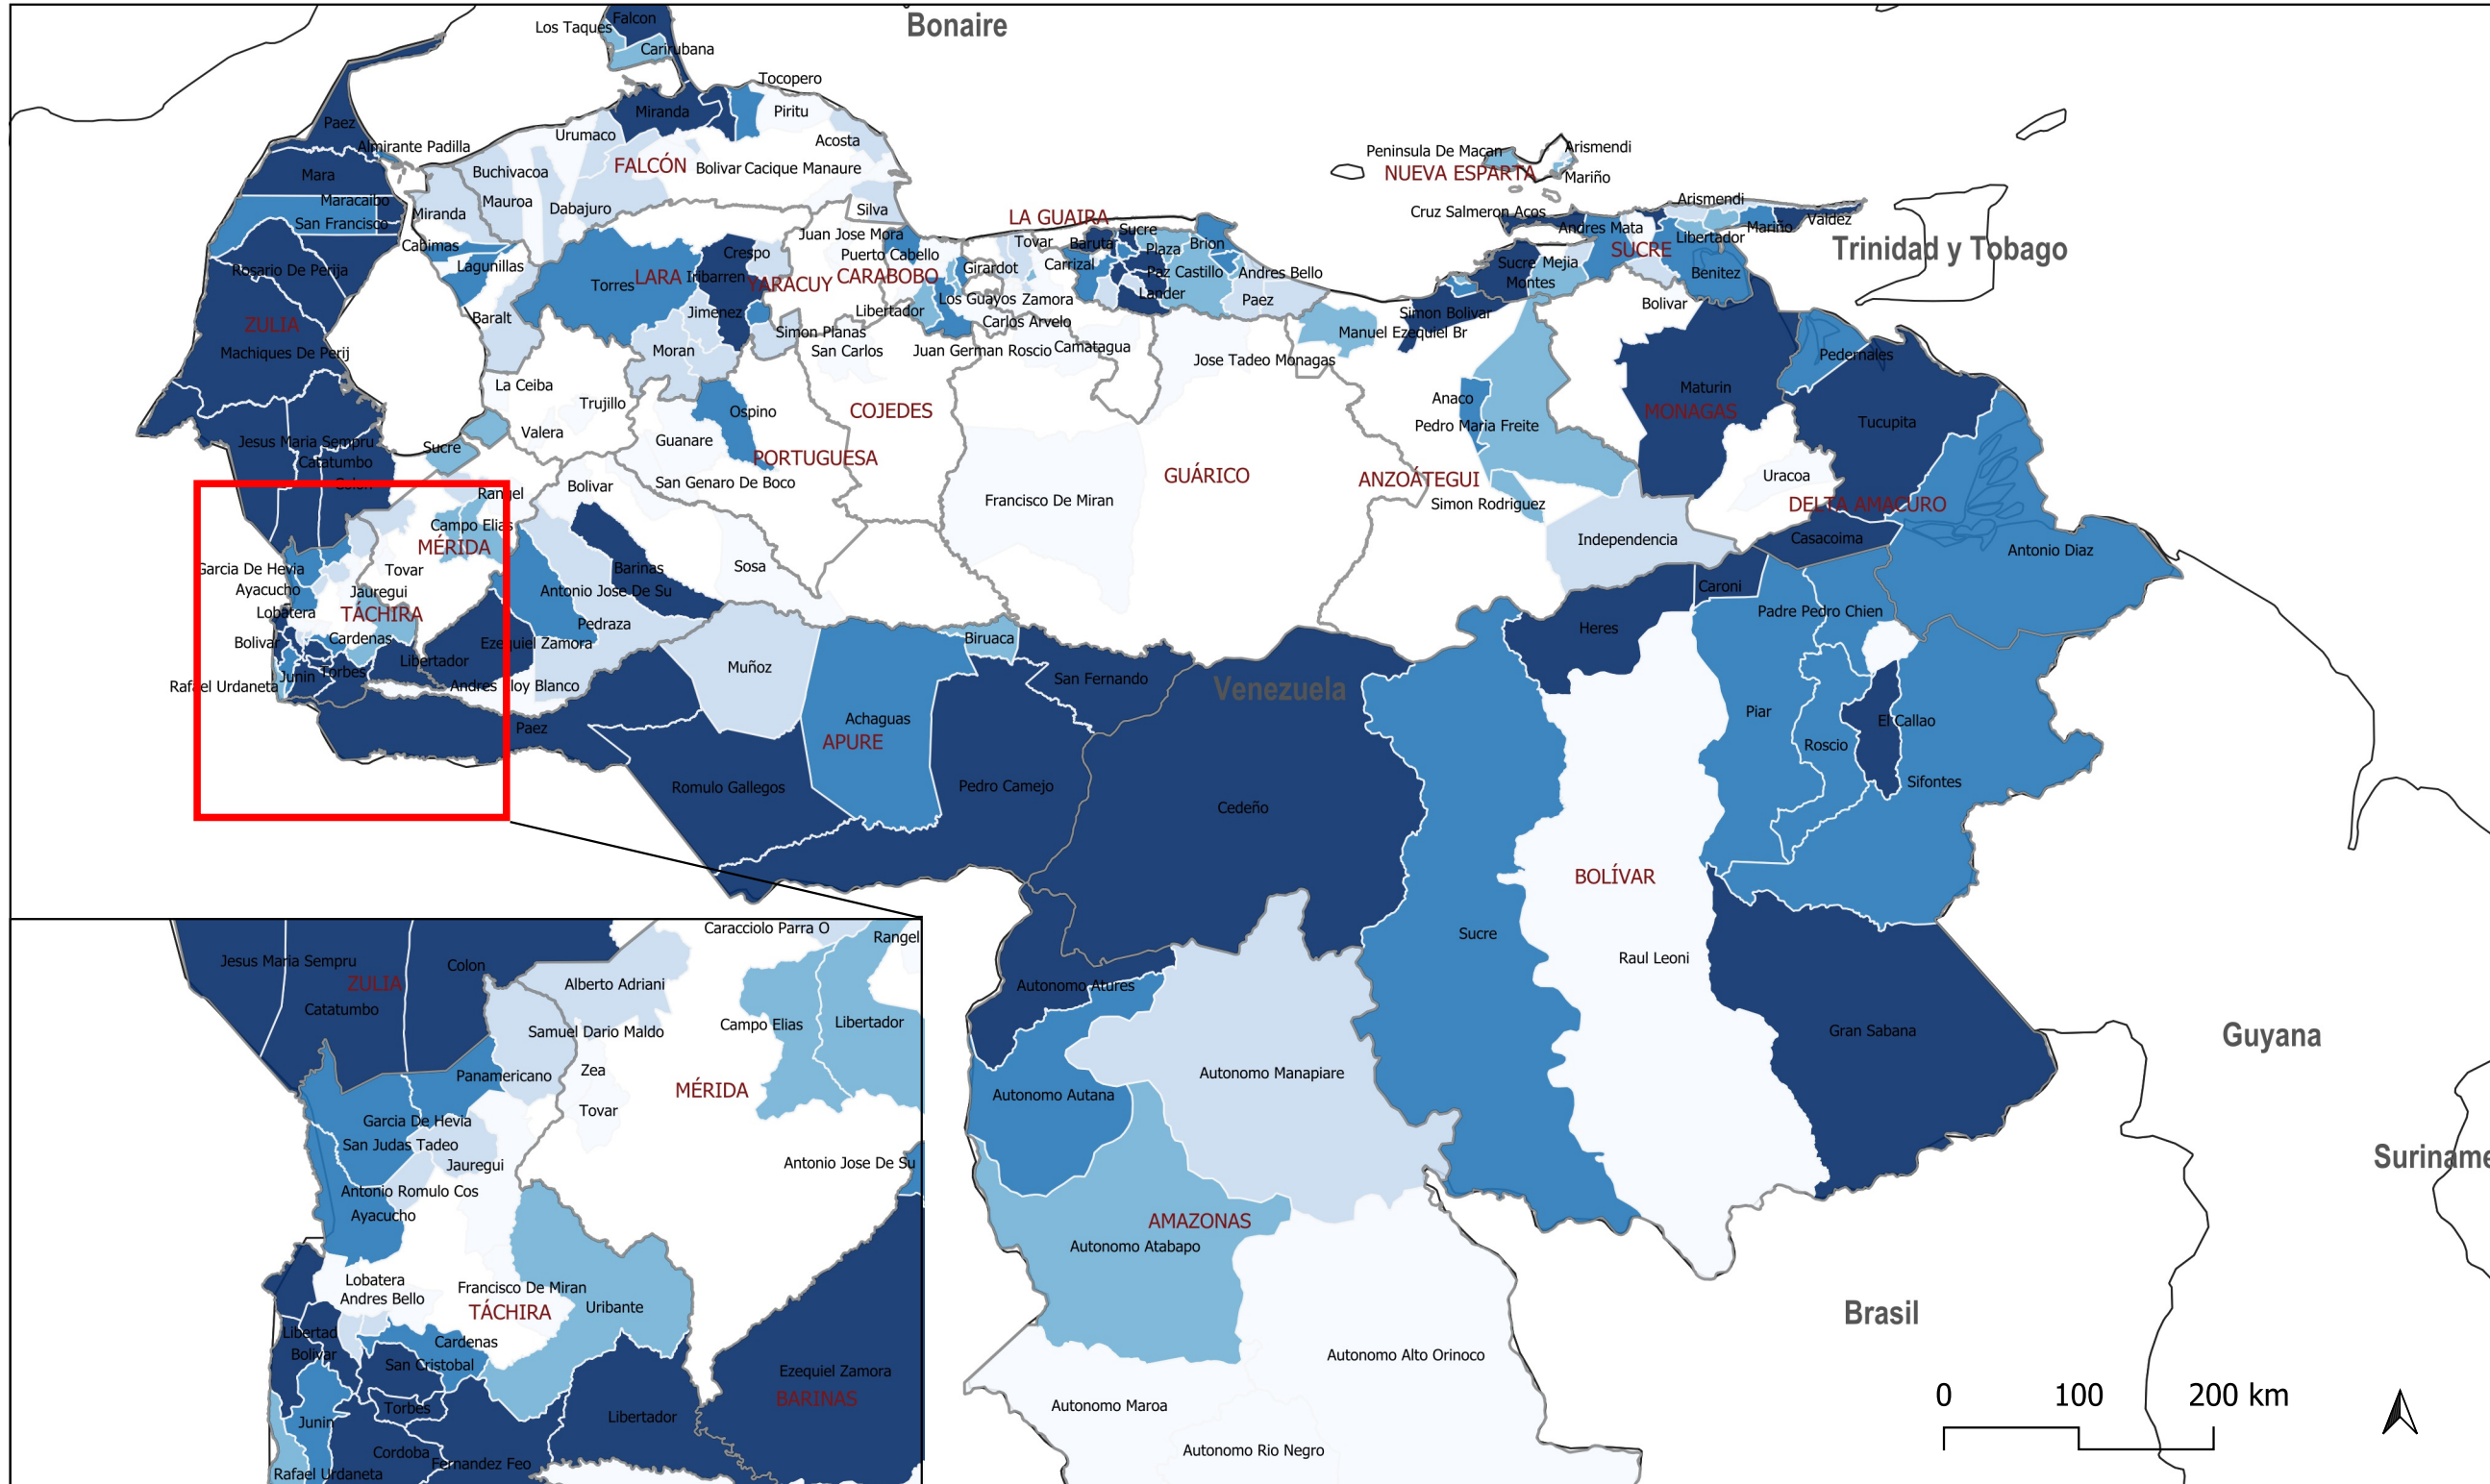 Bonaire
Falcon
Los Taques
Carirubana
Tocopero
Miranda
Piritu
Paez
Urumaco
Acosta
Almirante Padilla
FALCÓN
Bolivar
Cacique Manaure
Mara
Buchivacoa
Maracaibo
Mauroa
Dabajuro
Miranda
San Francisco
Silva
Cabimas
Juan Jose Mora
Puerto Cabello
LA GUAIRA
Tovar
Baruta
Sucre
Plaza
Brion
Peninsula De Macan
Arismendi
NUEVA ESPARTA
Mariño
Cruz Salmeron Acos
Arismendi
Andres Mata
Mariño
Valdez
Libertador
SUCRE
Trinidad y Tobago
Rosario De Perija
Lagunillas
Crespo
Torres
LARA
Iribarren
YARACUY
CARABOBO
Girardot
Carrizal
Paz Castillo
Andres Bello
Sucre
Mejia
Benitez
Montes
Lander
Paez
Los Guayos
Zamora
Bolivar
Jimenez
Libertador
Carlos Arvelo
Simon Bolivar
ZULIA
Baralt
Simon Planas
Manuel Ezequiel Br
Machiques De Perij
Moran
San Carlos
Juan German Roscio
Camatagua
Jose Tadeo Monagas
Pedernales
La Ceiba
Trujillo
Maturin
Ospino
COJEDES
Anaco
MONAGAS
Tucupita
Pedro Maria Freite
Jesus Maria Sempru
Sucre
Valera
Guanare
Catatumbo
PORTUGUESA
Colon
GUÁRICO
ANZOÁTEGUI
Uracoa
San Genaro De Boco
Bolivar
Rangel
Francisco De Miran
Simon Rodriguez
DELTA AMACURO
Campo Elias
MÉRIDA
Independencia
Casacoima
Antonio Diaz
Garcia De Hevia
Tovar
Barinas
Sosa
Ayacucho
Jauregui
Antonio Jose De Su
Caroni
Lobatera
TÁCHIRA
Padre Pedro Chien
Pedraza
Heres
Bolivar
Cardenas
Ezequiel Zamora
Biruaca
Libertador
Muñoz
San Fernando
Junin
Torbes
Rafael Urdaneta
Andres Eloy Blanco
Venezuela
Paez
Achaguas
APURE
Piar
El Callao
Roscio
Romulo Gallegos
Pedro Camejo
Cedeño
Sifontes
BOLÍVAR
Sucre
Raul Leoni
Autonomo Atures
Gran Sabana
Guyana
Autonomo Manapiare
Autonomo Autana
Suriname
AMAZONAS
Autonomo Atabapo
Brasil
Autonomo Alto Orinoco
Autonomo Maroa
Autonomo Rio Negro
0 100 200 km
Caracciolo Parra O
Rangel
Jesus Maria Sempru
Colon
ZULIA
Alberto Adriani
Catatumbo
Campo Elias
Libertador
Samuel Dario Maldo
Panamericano
Zea
MÉRIDA
Tovar
Garcia De Hevia
San Judas Tadeo
Jauregui
Antonio Jose De Su
Antonio Romulo Cos
Ayacucho
Lobatera
Francisco De Miran
Andres Bello
TÁCHIRA
Uribante
Libertad
Cardenas
Bolivar
San Cristobal
Ezequiel Zamora
BARINAS
Torbes
Libertador
Junin
Cordoba
Fernandez Feo
Rafael Urdaneta